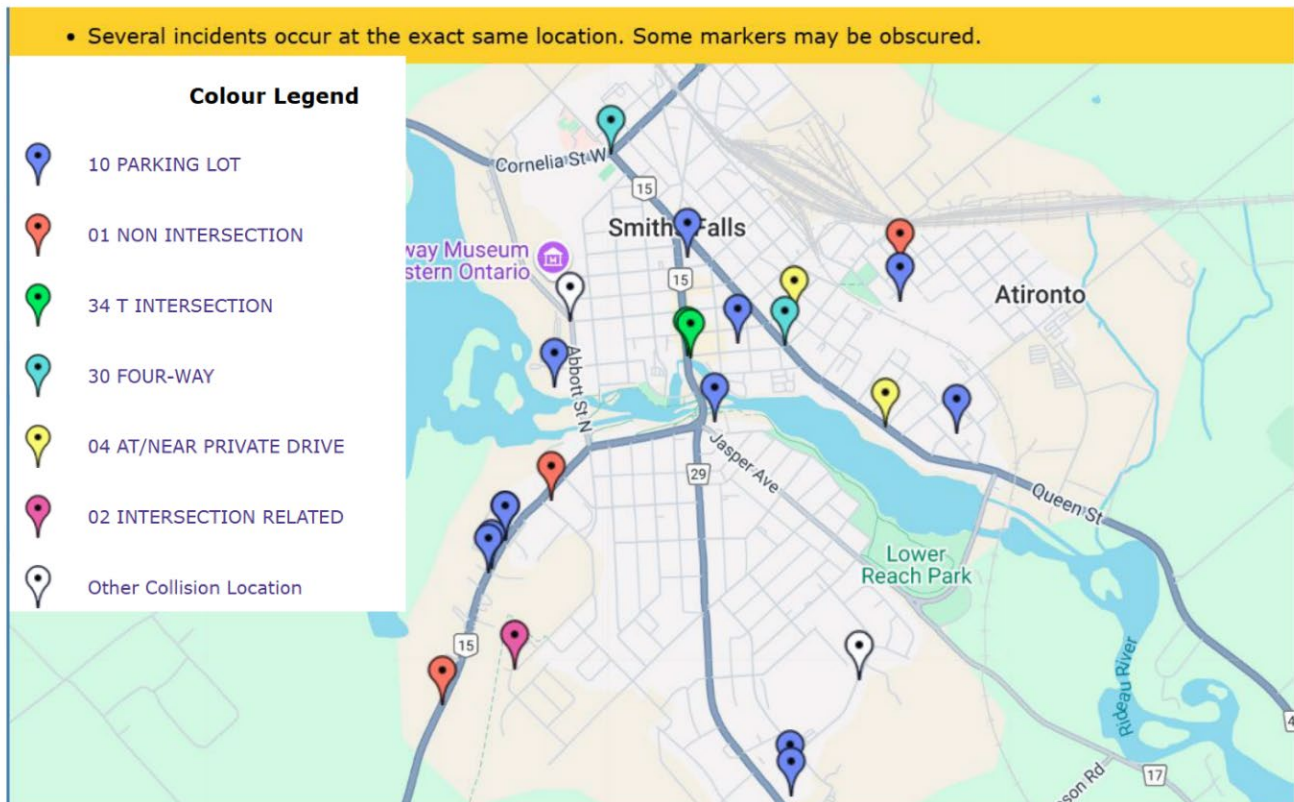 • Several incidents occur at the exact same location. Some markers may be obscured.
Colour Legend
10 PARKING LOT
01 NON INTERSECTION
34 T INTERSECTION
30 FOUR-WAY
04 AT/NEAR PRIVATE DRIVE
02 INTERSECTION RELATED
Other Collision Location
Cornelia St W
15
Smiths Falls
way Museum
stern Ontario
15
Atironto
Abbott St N
Jasper Ave
29
Queen St
Lower
Reach Park
15
Rideau River
4
son Rd
17